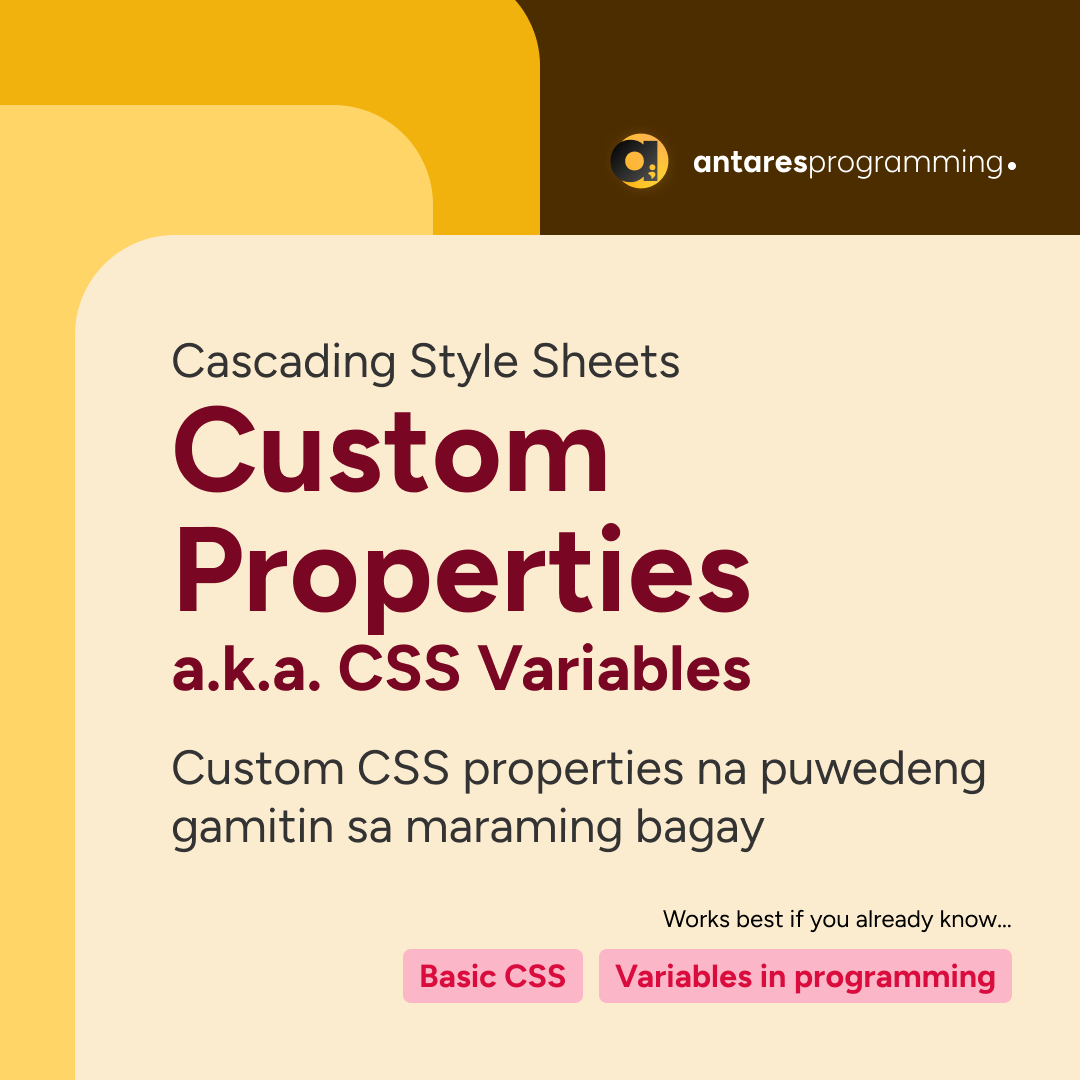 antaresprogramming.
Cascading Style Sheets
Custom
Properties
a.k.a. CSS Variables
Custom CSS properties na puwedeng
gamitin sa maraming bagay
Works best if you already know...
Basic CSS Variables in programming